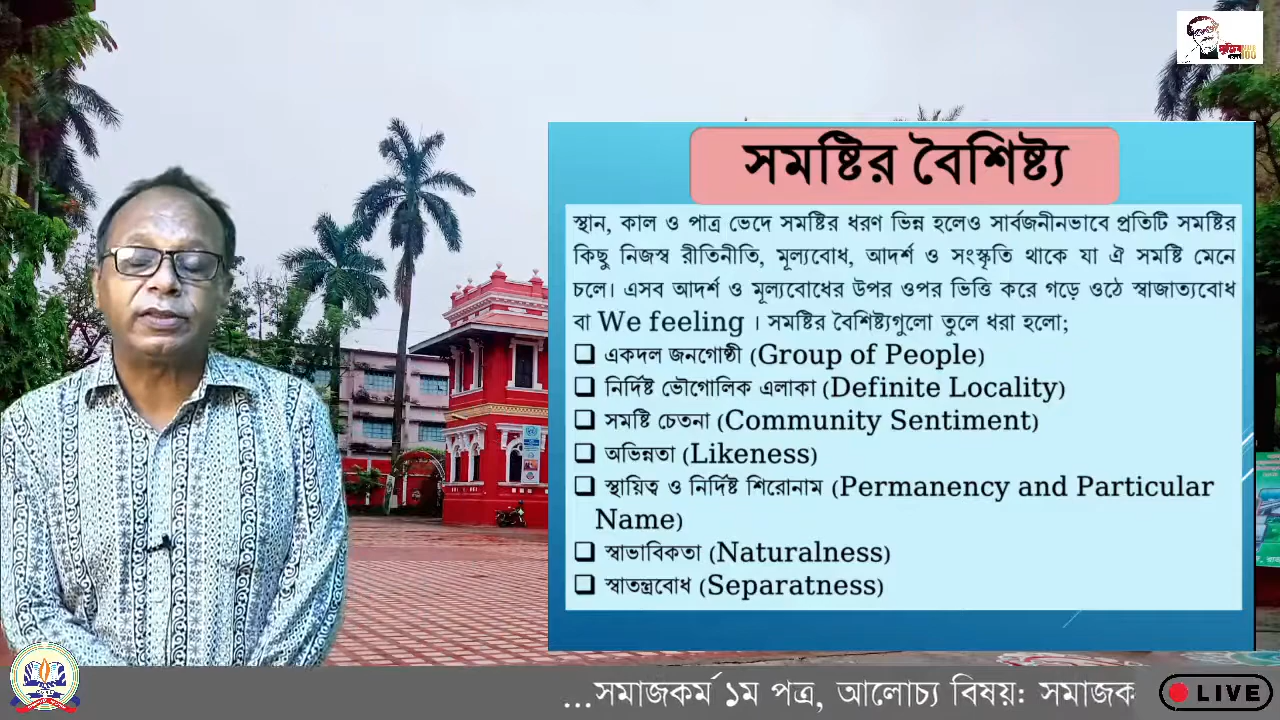 সমষ্টির বৈশিষ্ট্য
স্থান, কাল ও পাত্র ভেদে সমষ্টির ধরণ ভিন্ন হলেও সার্বজনীনভাবে প্রতিটি সমষ্টির
কিছু নিজস্ব রীতিনীতি, মূল্যবোধ, আদর্শ ও সংস্কৃতি থাকে যা ঐ সমষ্টি মেনে
চলে। এসব আদর্শ ও মূল্যবোধের উপর ওপর ভিত্তি করে গড়ে ওঠে স্বাজাত্যবোধ
বা We feeling । সমষ্টির বৈশিষ্ট্যগুলো তুলে ধরা হলো;
❑ একদল জনগোষ্ঠী (Group of People)
❑ নির্দিষ্ট ভৌগোলিক এলাকা (Definite Locality)
❑ সমষ্টি চেতনা (Community Sentiment)
❑ অভিন্নতা (Likeness)
❑ স্থায়িত্ব ও নির্দিষ্ট শিরোনাম (Permanency and Particular
Name)
❑ স্বাভাবিকতা (Naturalness)
❑ স্বাতন্ত্রবোধ (Separatness)
...সমাজকর্ম ১ম পত্র, আলোচ্য বিষয়: সমাজক
LIVE